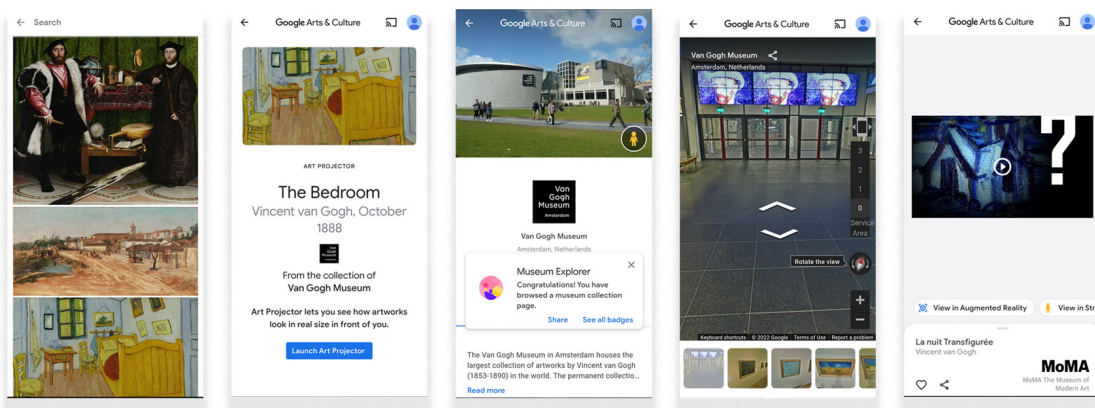 Search
Google Arts & Culture
ART PROJECTOR
The Bedroom
Vincent van Gogh, October
1888
Van
Gogh
Museum
From the collection of
Van Gogh Museum
Art Projector lets you see how artworks
look in real size in front of you.
Launch Art Projector
Google Arts & Culture
Van
Gogh
Museum
Amsterdam
Van Gogh Museum
Amsterdam, Netherlands
Museum Explorer
Congratulations! You have
browsed a museum collection
page.
Share See all badges
The Van Gogh Museum in Amsterdam houses the
largest collection of artworks by Vincent van Gogh
(1853-1890) in the world. The permanent collectio...
Read more
Google Arts & Culture
Van Gogh Museum
Amsterdam, Netherlands
3
2
1
0
Service
Area
Rotate the view
+
−
Keyboard shortcuts © 2022 Google Terms of Use Report a problem
Google Arts & Culture
?
View in Augmented Reality View in Str
La nuit Transfigurée
Vincent van Gogh
MoMA
MoMA The Museum of
Modern Art